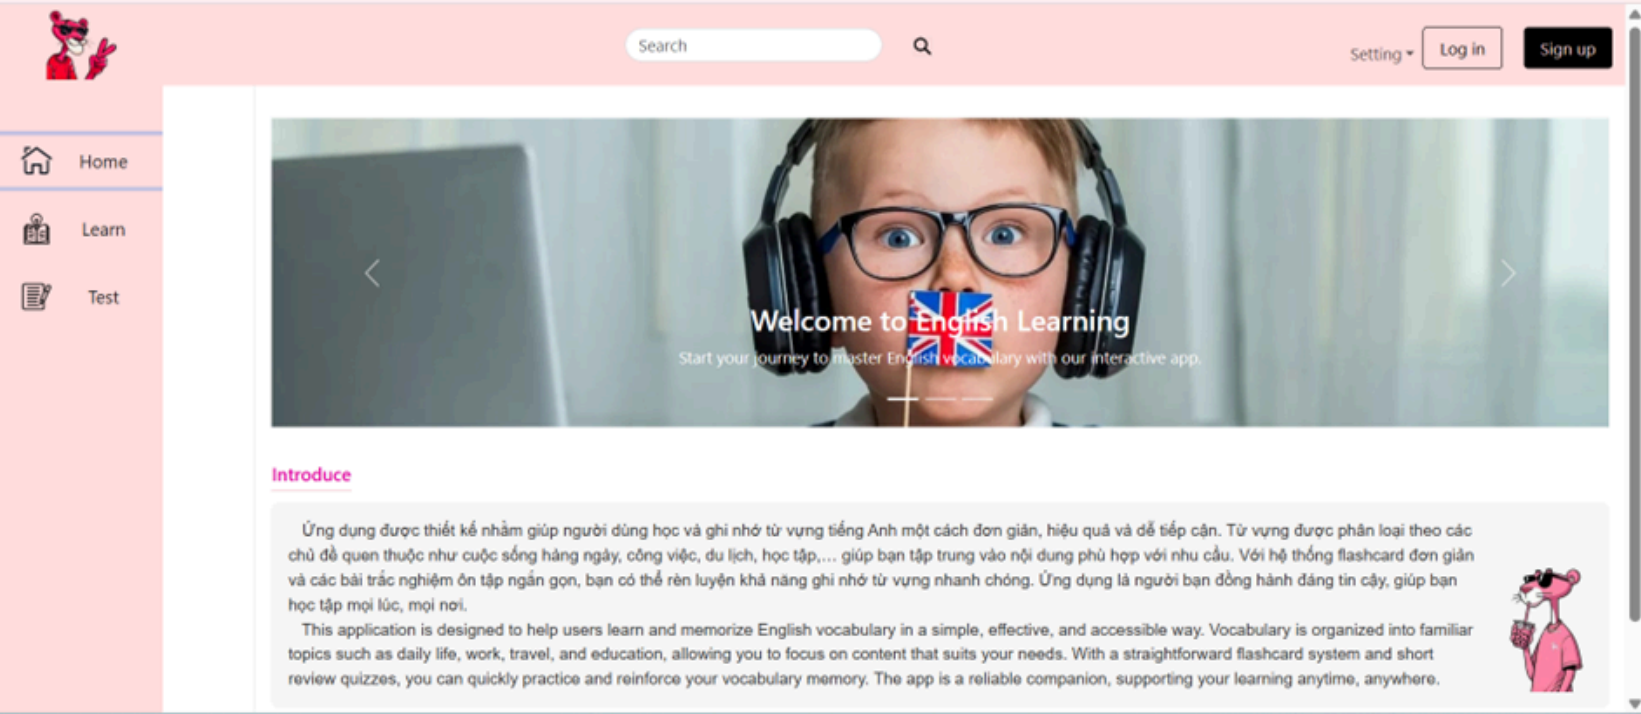 Search
Setting
Log in
Sign up
Home
Learn
Test
Welcome to English Learning
Start your journey to master English vocabulary with our interactive app.
Introduce
Ứng dụng được thiết kế nhằm giúp người dùng học và ghi nhớ từ vựng tiếng Anh một cách đơn giản, hiệu quả và dễ tiếp cận. Từ vựng được phân loại theo các
chủ đề quen thuộc như cuộc sống hàng ngày, công việc, du lịch, học tập,... giúp bạn tập trung vào nội dung phù hợp với nhu cầu. Với hệ thống flashcard đơn giản
và các bài trắc nghiệm ôn tập ngắn gọn, bạn có thể rèn luyện khả năng ghi nhớ từ vựng nhanh chóng. Ứng dụng là người bạn đồng hành đáng tin cậy, giúp bạn
học tập mọi lúc, mọi nơi.
This application is designed to help users learn and memorize English vocabulary in a simple, effective, and accessible way. Vocabulary is organized into familiar
topics such as daily life, work, travel, and education, allowing you to focus on content that suits your needs. With a straightforward flashcard system and short
review quizzes, you can quickly practice and reinforce your vocabulary memory. The app is a reliable companion, supporting your learning anytime, anywhere.